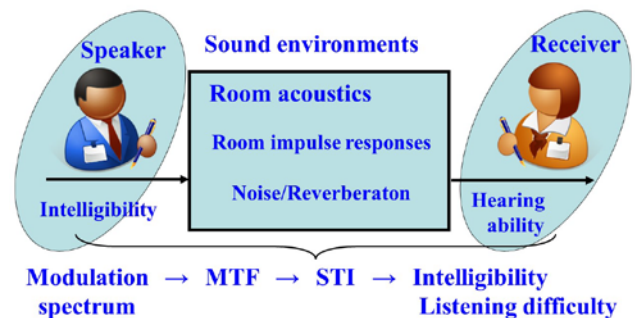 Speaker
Sound environments
Receiver
Room acoustics
Room impulse responses
Noise/Reverberaton
Intelligibility
Hearing
ability
Modulation → MTF → STI → Intelligibility
spectrum
Listening difficulty